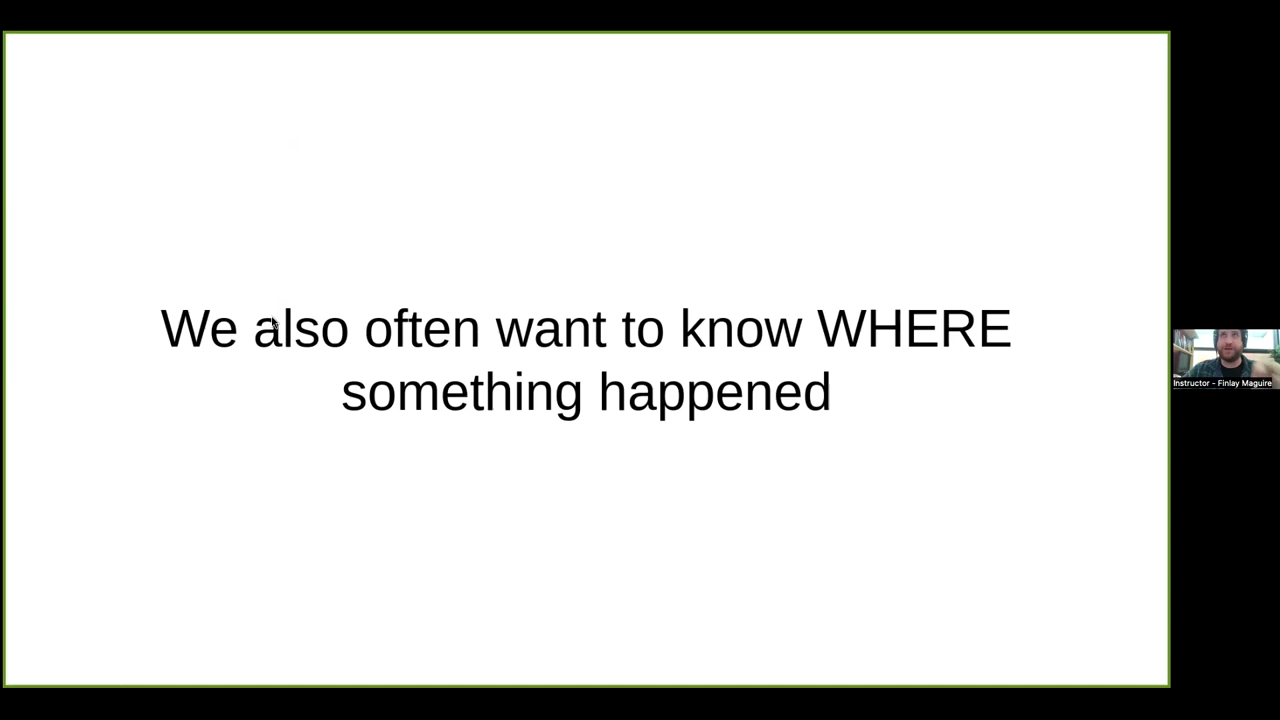 We also often want to know WHERE
something happened
Instructor - Finlay Maguire